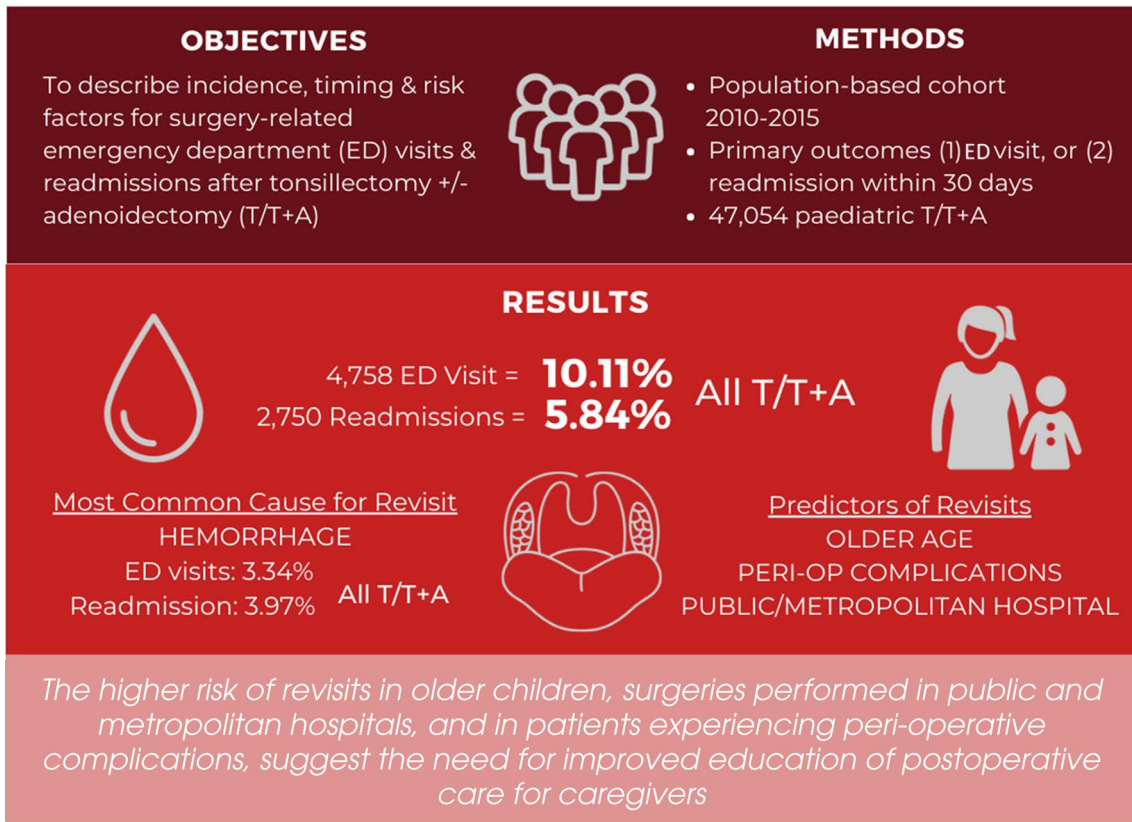 OBJECTIVES
To describe incidence, timing & risk
factors for surgery-related
emergency department (ED) visits &
readmissions after tonsillectomy +/-
adenoidectomy (T/T+A)
METHODS
• Population-based cohort
2010-2015
• Primary outcomes (1)ED visit, or (2)
readmission within 30 days
• 47,054 paediatric T/T+A
RESULTS
4,758 ED Visit = 10.11%
2,750 Readmissions = 5.84%
All T/T+A
Most Common Cause for Revisit
HEMORRHAGE
ED visits: 3.34%
Readmission: 3.97%
All T/T+A
Predictors of Revisits
OLDER AGE
PERI-OP COMPLICATIONS
PUBLIC/METROPOLITAN HOSPITAL
The higher risk of revisits in older children, surgeries performed in public and
metropolitan hospitals, and in patients experiencing peri-operative
complications, suggest the need for improved education of postoperative
care for caregivers